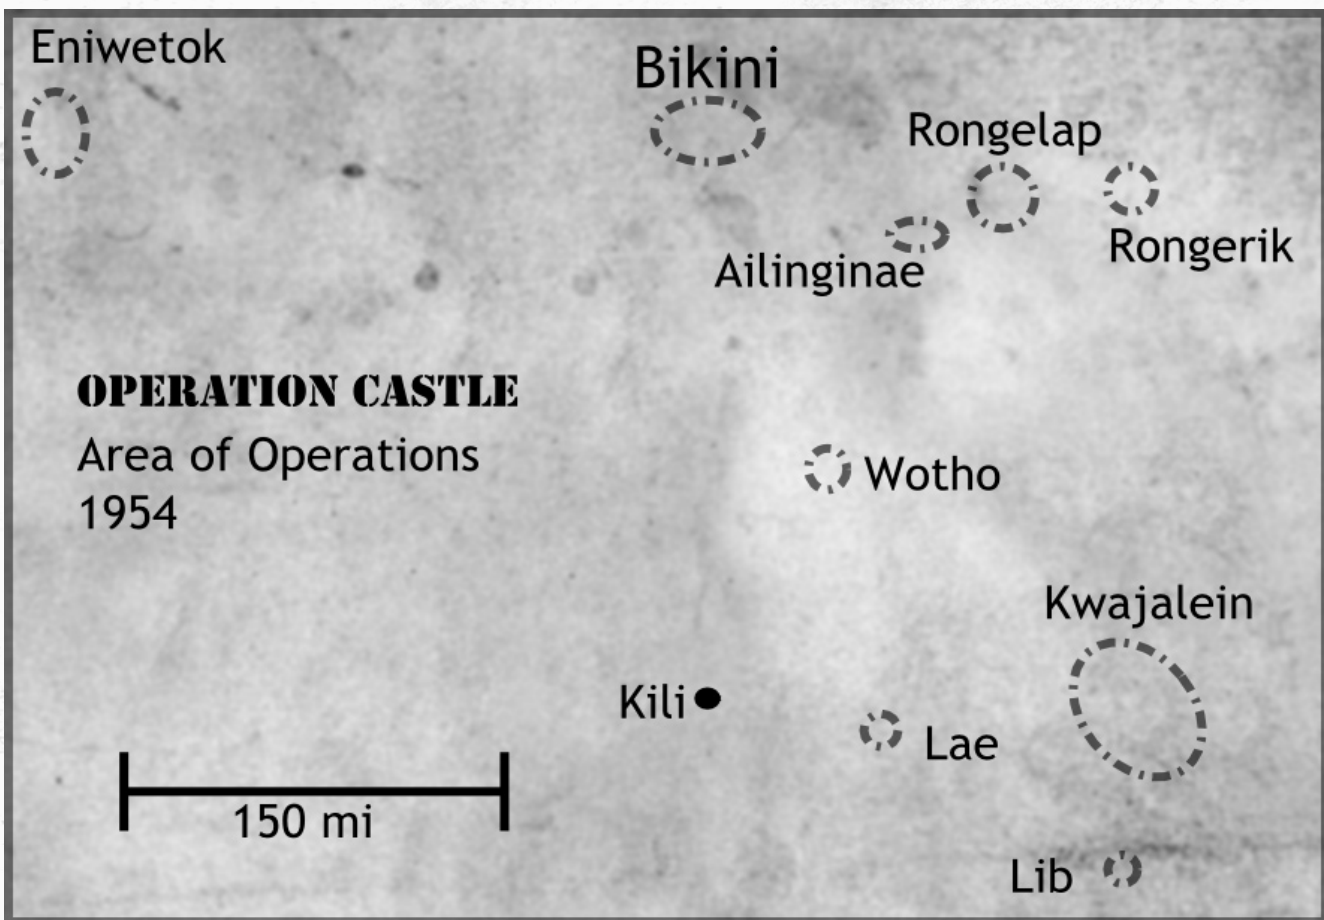 Eniwetok
Bikini
Rongelap
Rongerik
Ailinginae
OPERATION CASTLE
Area of Operations
1954
Wotho
Kwajalein
Kili
Lae
150 mi
Lib